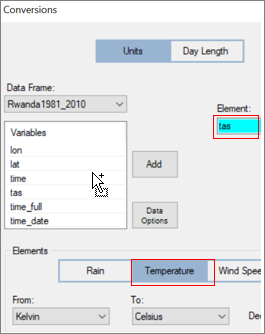 Conversions
Units
Day Length
Data Frame:
Rwanda1981_2010
Element:
tas
Variables
lon
lat
time
tas
time_full
time_date
Add
Data
Options
Elements
Rain
Temperature
Wind Spee
From:
To:
Kelvin
Celsius
Dec